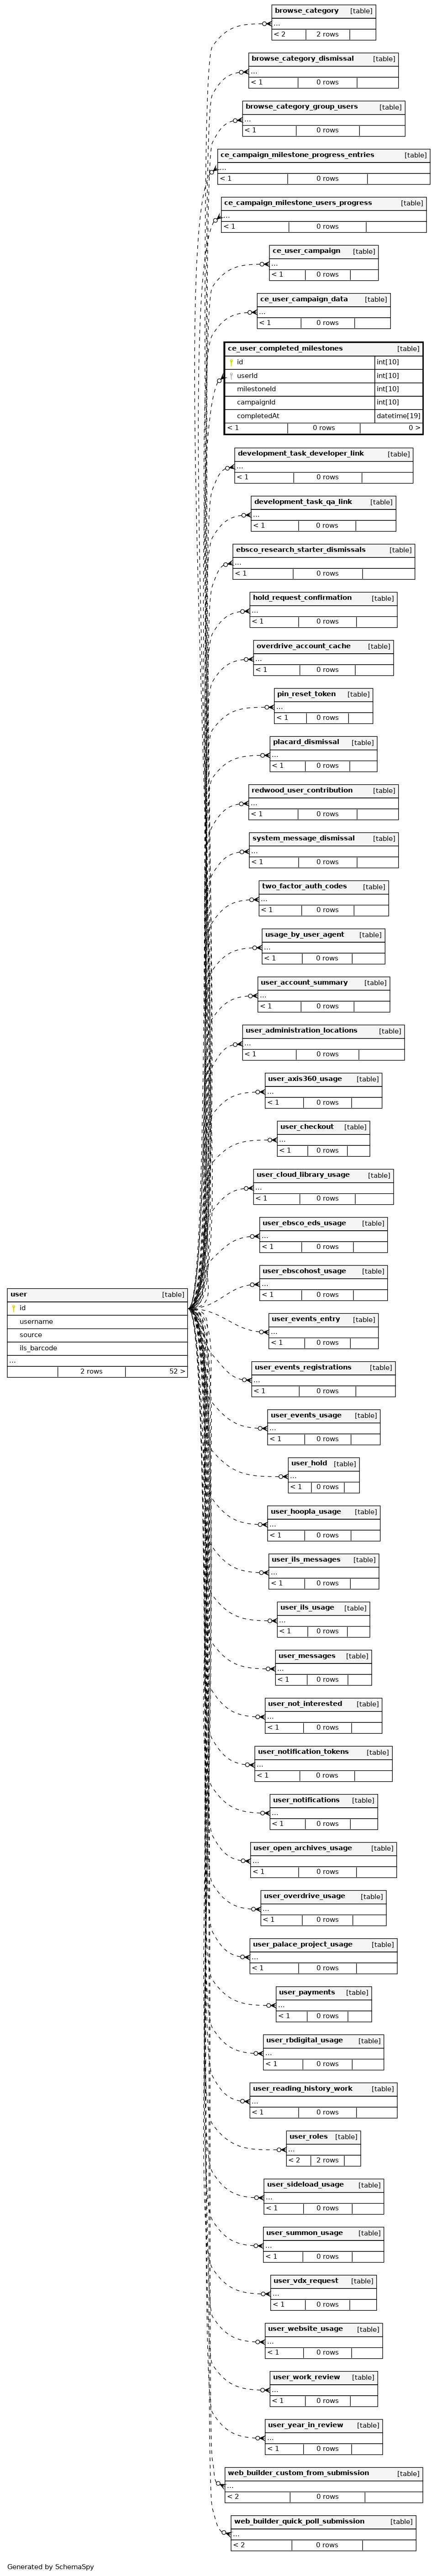 browse_category [table]
...
< 2 2 rows
browse_category_dismissal [table]
...
< 1 0 rows
browse_category_group_users [table]
...
< 1 0 rows
ce_campaign_milestone_progress_entries [table]
...
< 1 0 rows
ce_campaign_milestone_users_progress [table]
...
< 1 0 rows
ce_user_campaign [table]
...
< 1 0 rows
ce_user_campaign_data [table]
...
< 1 0 rows
ce_user_completed_milestones [table]
id int[10]
userId int[10]
milestoneId int[10]
campaignId int[10]
completedAt datetime[19]
< 1 0 rows 0 >
development_task_developer_link [table]
...
< 1 0 rows
development_task_qa_link [table]
...
< 1 0 rows
ebsco_research_starter_dismissals [table]
...
< 1 0 rows
hold_request_confirmation [table]
...
< 1 0 rows
overdrive_account_cache [table]
...
< 1 0 rows
pin_reset_token [table]
...
< 1 0 rows
placard_dismissal [table]
...
< 1 0 rows
redwood_user_contribution [table]
...
< 1 0 rows
system_message_dismissal [table]
...
< 1 0 rows
two_factor_auth_codes [table]
...
< 1 0 rows
usage_by_user_agent [table]
...
< 1 0 rows
user_account_summary [table]
...
< 1 0 rows
user_administration_locations [table]
...
< 1 0 rows
user_axis360_usage [table]
...
< 1 0 rows
user_checkout [table]
...
< 1 0 rows
user_cloud_library_usage [table]
...
< 1 0 rows
user_ebsco_eds_usage [table]
...
< 1 0 rows
user_ebscohost_usage [table]
...
< 1 0 rows
user [table]
id
username
source
ils_barcode
...
2 rows 52 >
user_events_entry [table]
...
< 1 0 rows
user_events_registrations [table]
...
< 1 0 rows
user_events_usage [table]
...
< 1 0 rows
user_hold [table]
...
< 1 0 rows
user_hoopla_usage [table]
...
< 1 0 rows
user_ils_messages [table]
...
< 1 0 rows
user_ils_usage [table]
...
< 1 0 rows
user_messages [table]
...
< 1 0 rows
user_not_interested [table]
...
< 1 0 rows
user_notification_tokens [table]
...
< 1 0 rows
user_notifications [table]
...
< 1 0 rows
user_open_archives_usage [table]
...
< 1 0 rows
user_overdrive_usage [table]
...
< 1 0 rows
user_palace_project_usage [table]
...
< 1 0 rows
user_payments [table]
...
< 1 0 rows
user_rbdigital_usage [table]
...
< 1 0 rows
user_reading_history_work [table]
...
< 1 0 rows
user_roles [table]
...
< 2 2 rows
user_sideload_usage [table]
...
< 1 0 rows
user_summon_usage [table]
...
< 1 0 rows
user_vdx_request [table]
...
< 1 0 rows
user_website_usage [table]
...
< 1 0 rows
user_work_review [table]
...
< 1 0 rows
user_year_in_review [table]
...
< 1 0 rows
web_builder_custom_from_submission [table]
...
< 2 0 rows
web_builder_quick_poll_submission [table]
...
< 2 0 rows
Generated by SchemaSpy